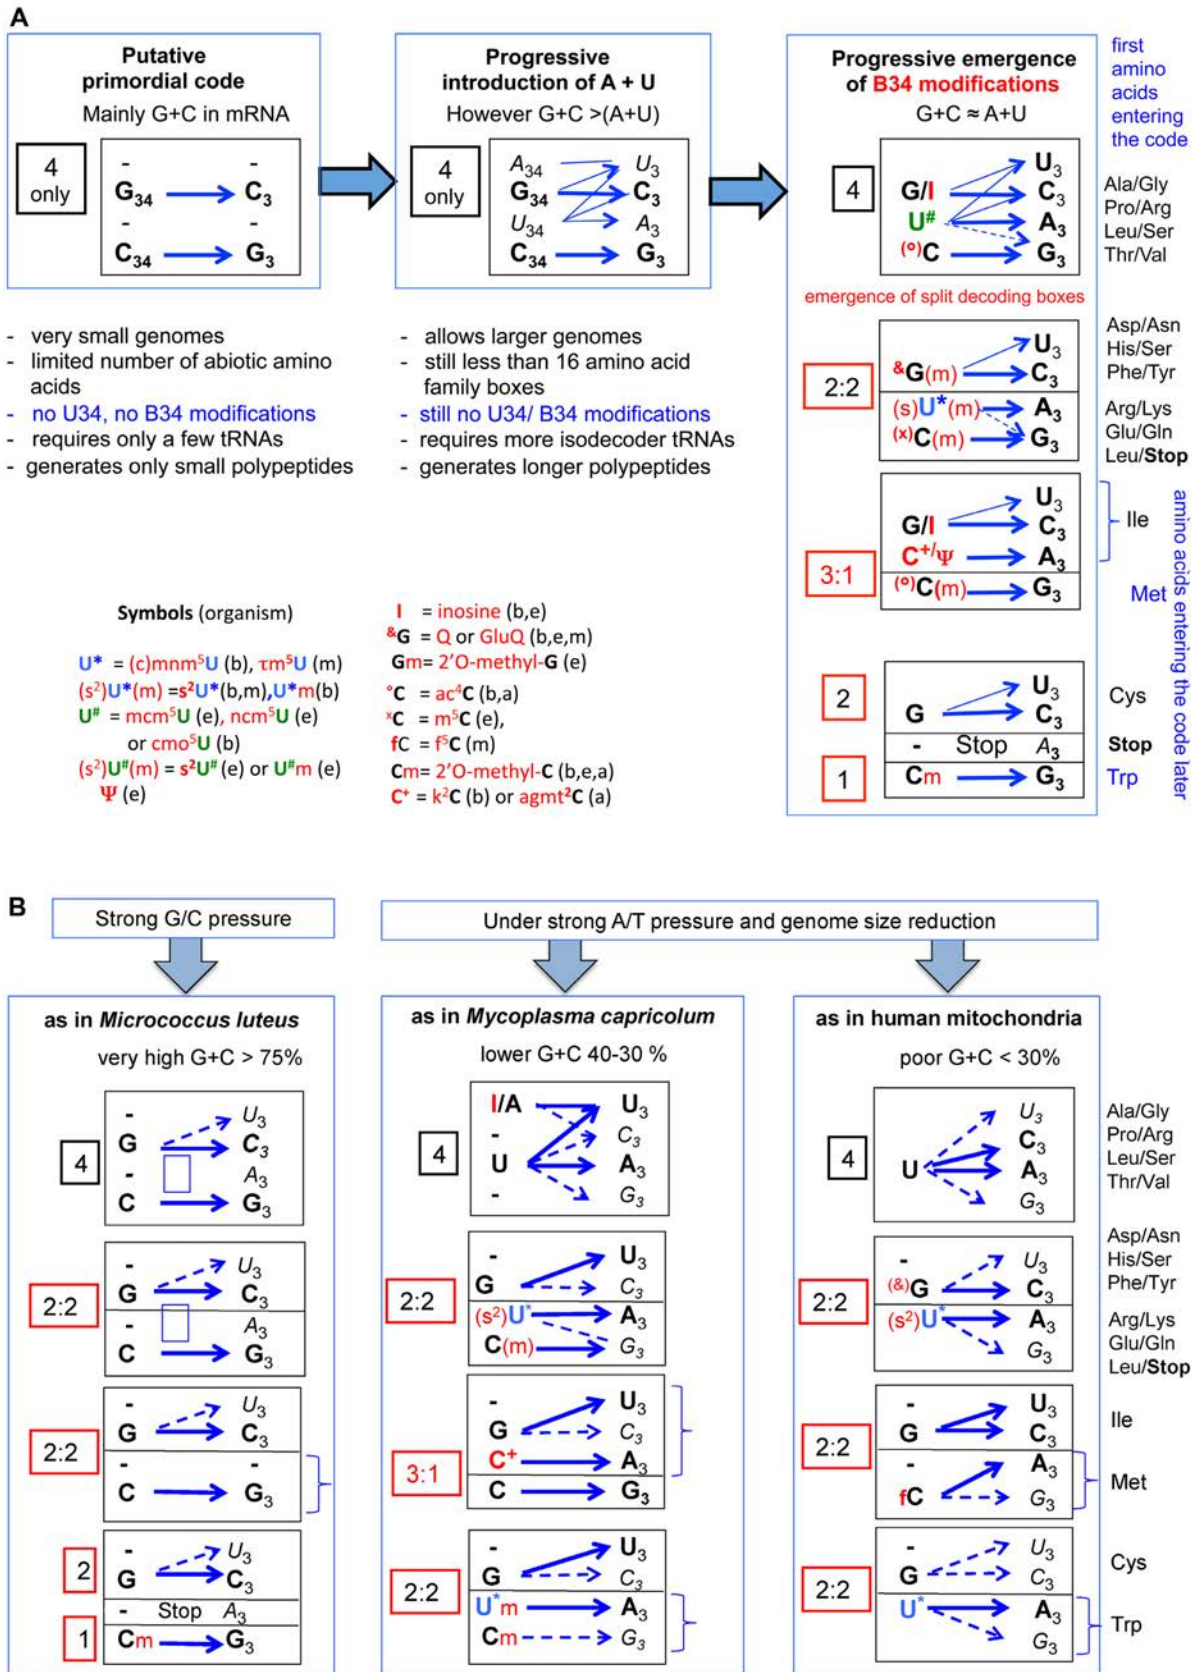 A
Putative
primordial code
Mainly G+C in mRNA
4
only
-
-
G34
C3
-
-
C34
G3
Progressive
introduction of A + U
However G+C >(A+U)
4
only
A34
U3
G34
C3
U34
A3
C34
G3
Progressive emergence
of B34 modifications
G+C ≈ A+U
4
U3
G/I
C3
U#
A3
(°)C
G3
first
amino
acids
entering
the code
Ala/Gly
Pro/Arg
Leu/Ser
Thr/Val
emergence of split decoding boxes
2:2
U3
&G(m)
C3
(s)U*(m)
A3
(x)C(m)
G3
Asp/Asn
His/Ser
Phe/Tyr
Arg/Lys
Glu/Gln
Leu/Stop
3:1
U3
G/I
C3
C+/Ψ
A3
(°)C(m)
G3
Ile
Met
amino acids entering the code later
2
U3
G
C3
-
Stop
A3
1
Cm
G3
Cys
Stop
Trp
- very small genomes
- limited number of abiotic amino
acids
- no U34, no B34 modifications
- requires only a few tRNAs
- generates only small polypeptides
- allows larger genomes
- still less than 16 amino acid
family boxes
- still no U34/ B34 modifications
- requires more isodecoder tRNAs
- generates longer polypeptides
Symbols (organism)
U* = (c)mnm5U (b), τm5U (m)
(s2)U*(m) =s2U*(b,m),U*m(b)
U# = mcm5U (e), ncm5U (e)
or cmo5U (b)
(s2)U#(m) = s2U# (e) or U#m (e)
Ψ (e)
I = inosine (b,e)
&G = Q or GluQ (b,e,m)
Gm= 2'O-methyl-G (e)
°C = ac4C (b,a)
xC = m5C (e),
fC = f5C (m)
Cm= 2'O-methyl-C (b,e,a)
C+ = k2C (b) or agmt2C (a)
B
Strong G/C pressure
Under strong A/T pressure and genome size reduction
as in Micrococcus luteus
very high G+C > 75%
4
-
U3
G
C3
-
A3
C
G3
2:2
-
U3
G
C3
-
A3
C
G3
2:2
-
U3
G
C3
-
-
C
G3
2
-
U3
G
C3
-
Stop
A3
1
Cm
G3
as in Mycoplasma capricolum
lower G+C 40-30 %
4
I/A
U3
-
C3
U
A3
-
G3
2:2
-
U3
G
C3
(s2)U*
A3
C(m)
G3
3:1
-
U3
G
C3
C+
A3
C
G3
2:2
-
U3
G
C3
U*m
A3
Cm
G3
as in human mitochondria
poor G+C < 30%
4
U3
C3
U
A3
G3
Ala/Gly
Pro/Arg
Leu/Ser
Thr/Val
2:2
-
U3
(&)G
C3
(s2)U*
A3
G3
Asp/Asn
His/Ser
Phe/Tyr
Arg/Lys
Glu/Gln
Leu/Stop
2:2
-
U3
G
C3
-
A3
fC
G3
Ile
Met
2:2
-
U3
G
C3
U*
A3
G3
Cys
Trp